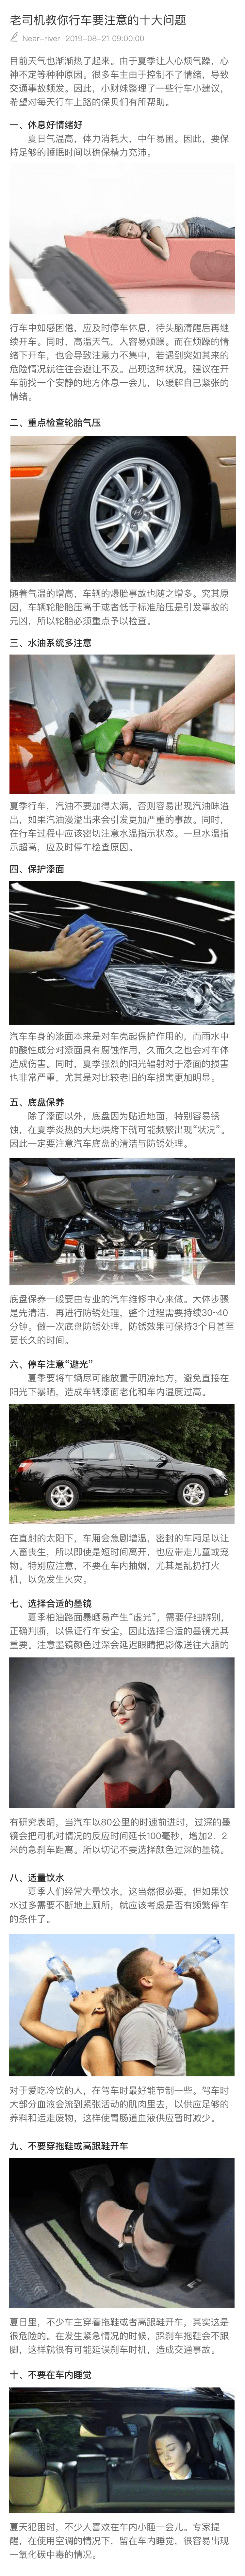 老司机教你行车要注意的十大问题
Near-river 2019-08-21 09:00:00
目前天气也渐渐热了起来。由于夏季让人心烦气躁，心
神不定等种种原因。很多车主由于控制不了情绪，导致
交通事故频发。因此，小财妹整理了一些行车小建议，
希望对每天行车上路的保贝们有所帮助。
一、休息好情绪好
夏日气温高，体力消耗大，中午易困。因此，要保
持足够的睡眠时间以确保精力充沛。
行车中如感困倦，应及时停车休息，待头脑清醒后再继
续开车。同时，高温天气，人容易烦躁。而在烦躁的情
绪下开车，也会导致注意力不集中，若遇到突如其来的
危险情况就往往会避让不及。出现这种状况，建议在开
车前找一个安静的地方休息一会儿，以缓解自己紧张的
情绪。
二、重点检查轮胎气压
随着气温的增高，车辆的爆胎事故也随之增多。究其原
因，车辆轮胎胎压高于或者低于标准胎压是引发事故的
元凶，所以轮胎必须重点予以检查。
三、水油系统多注意
夏季行车，汽油不要加得太满，否则容易出现汽油味溢
出，如果汽油漫溢出来会引发更加严重的事故。同时，
在行车过程中应该密切注意水温指示状态。一旦水温指
示超高，应及时停车检查原因。
四、保护漆面
汽车车身的漆面本来是对车壳起保护作用的，而雨水中
的酸性成分对漆面具有腐蚀作用，久而久之也会对车体
造成伤害。同时，夏季强烈的阳光辐射对于漆面的损害
也非常严重，尤其是对比较老旧的车损害更加明显。
五、底盘保养
除了漆面以外，底盘因为贴近地面，特别容易锈
蚀，在夏季炎热的大地烘烤下就可能频繁出现“状况”。
因此一定要注意汽车底盘的清洁与防锈处理。
底盘保养一般要由专业的汽车维修中心来做。大体步骤
是先清洁，再进行防锈处理，整个过程需要持续30-40
分钟。做一次底盘防锈处理，防锈效果可保持3个月甚至
更长久的时间。
六、停车注意“避光”
夏季要将车辆尽可能放置于阴凉地方，避免直接在
阳光下暴晒，造成车辆漆面老化和车内温度过高。
在直射的太阳下，车厢会急剧增温，密封的车厢足以让
人畜丧生，所以即使是短时间离开，也应带走儿童或宠
物。特别应注意，不要在车内抽烟，尤其是乱扔打火
机，以免发生火灾。
七、选择合适的墨镜
夏季柏油路面暴晒易产生“虚光”，需要仔细辨别，
正确判断，以保证行车安全，因此选择合适的墨镜尤其
重要。注意墨镜颜色过深会延迟眼睛把影像送往大脑的
有研究表明，当汽车以80公里的时速前进时，过深的墨
镜会把司机对情况的反应时间延长100毫秒，增加2．2
米的急刹车距离。所以切记不要选择颜色过深的墨镜。
八、适量饮水
夏季人们经常大量饮水，这当然很必要，但如果饮
水过多需要不断地上厕所，就应该考虑是否有频繁停车
的条件了。
对于爱吃冷饮的人，在驾车时最好能节制一些。驾车时
大部分血液会流到紧张活动的肌肉里去，以供应足够的
养料和运走废物，这样使胃肠道血液供应暂时减少。
九、不要穿拖鞋或高跟鞋开车
夏日里，不少车主穿着拖鞋或者高跟鞋开车，其实这是
很危险的。在发生紧急情况的时候，踩刹车拖鞋会不跟
脚，这样就很有可能延误刹车时机，造成交通事故。
十、不要在车内睡觉
夏天犯困时，不少人喜欢在车内小睡一会儿。专家提
醒，在使用空调的情况下，留在车内睡觉，很容易出现
一氧化碳中毒的情况。